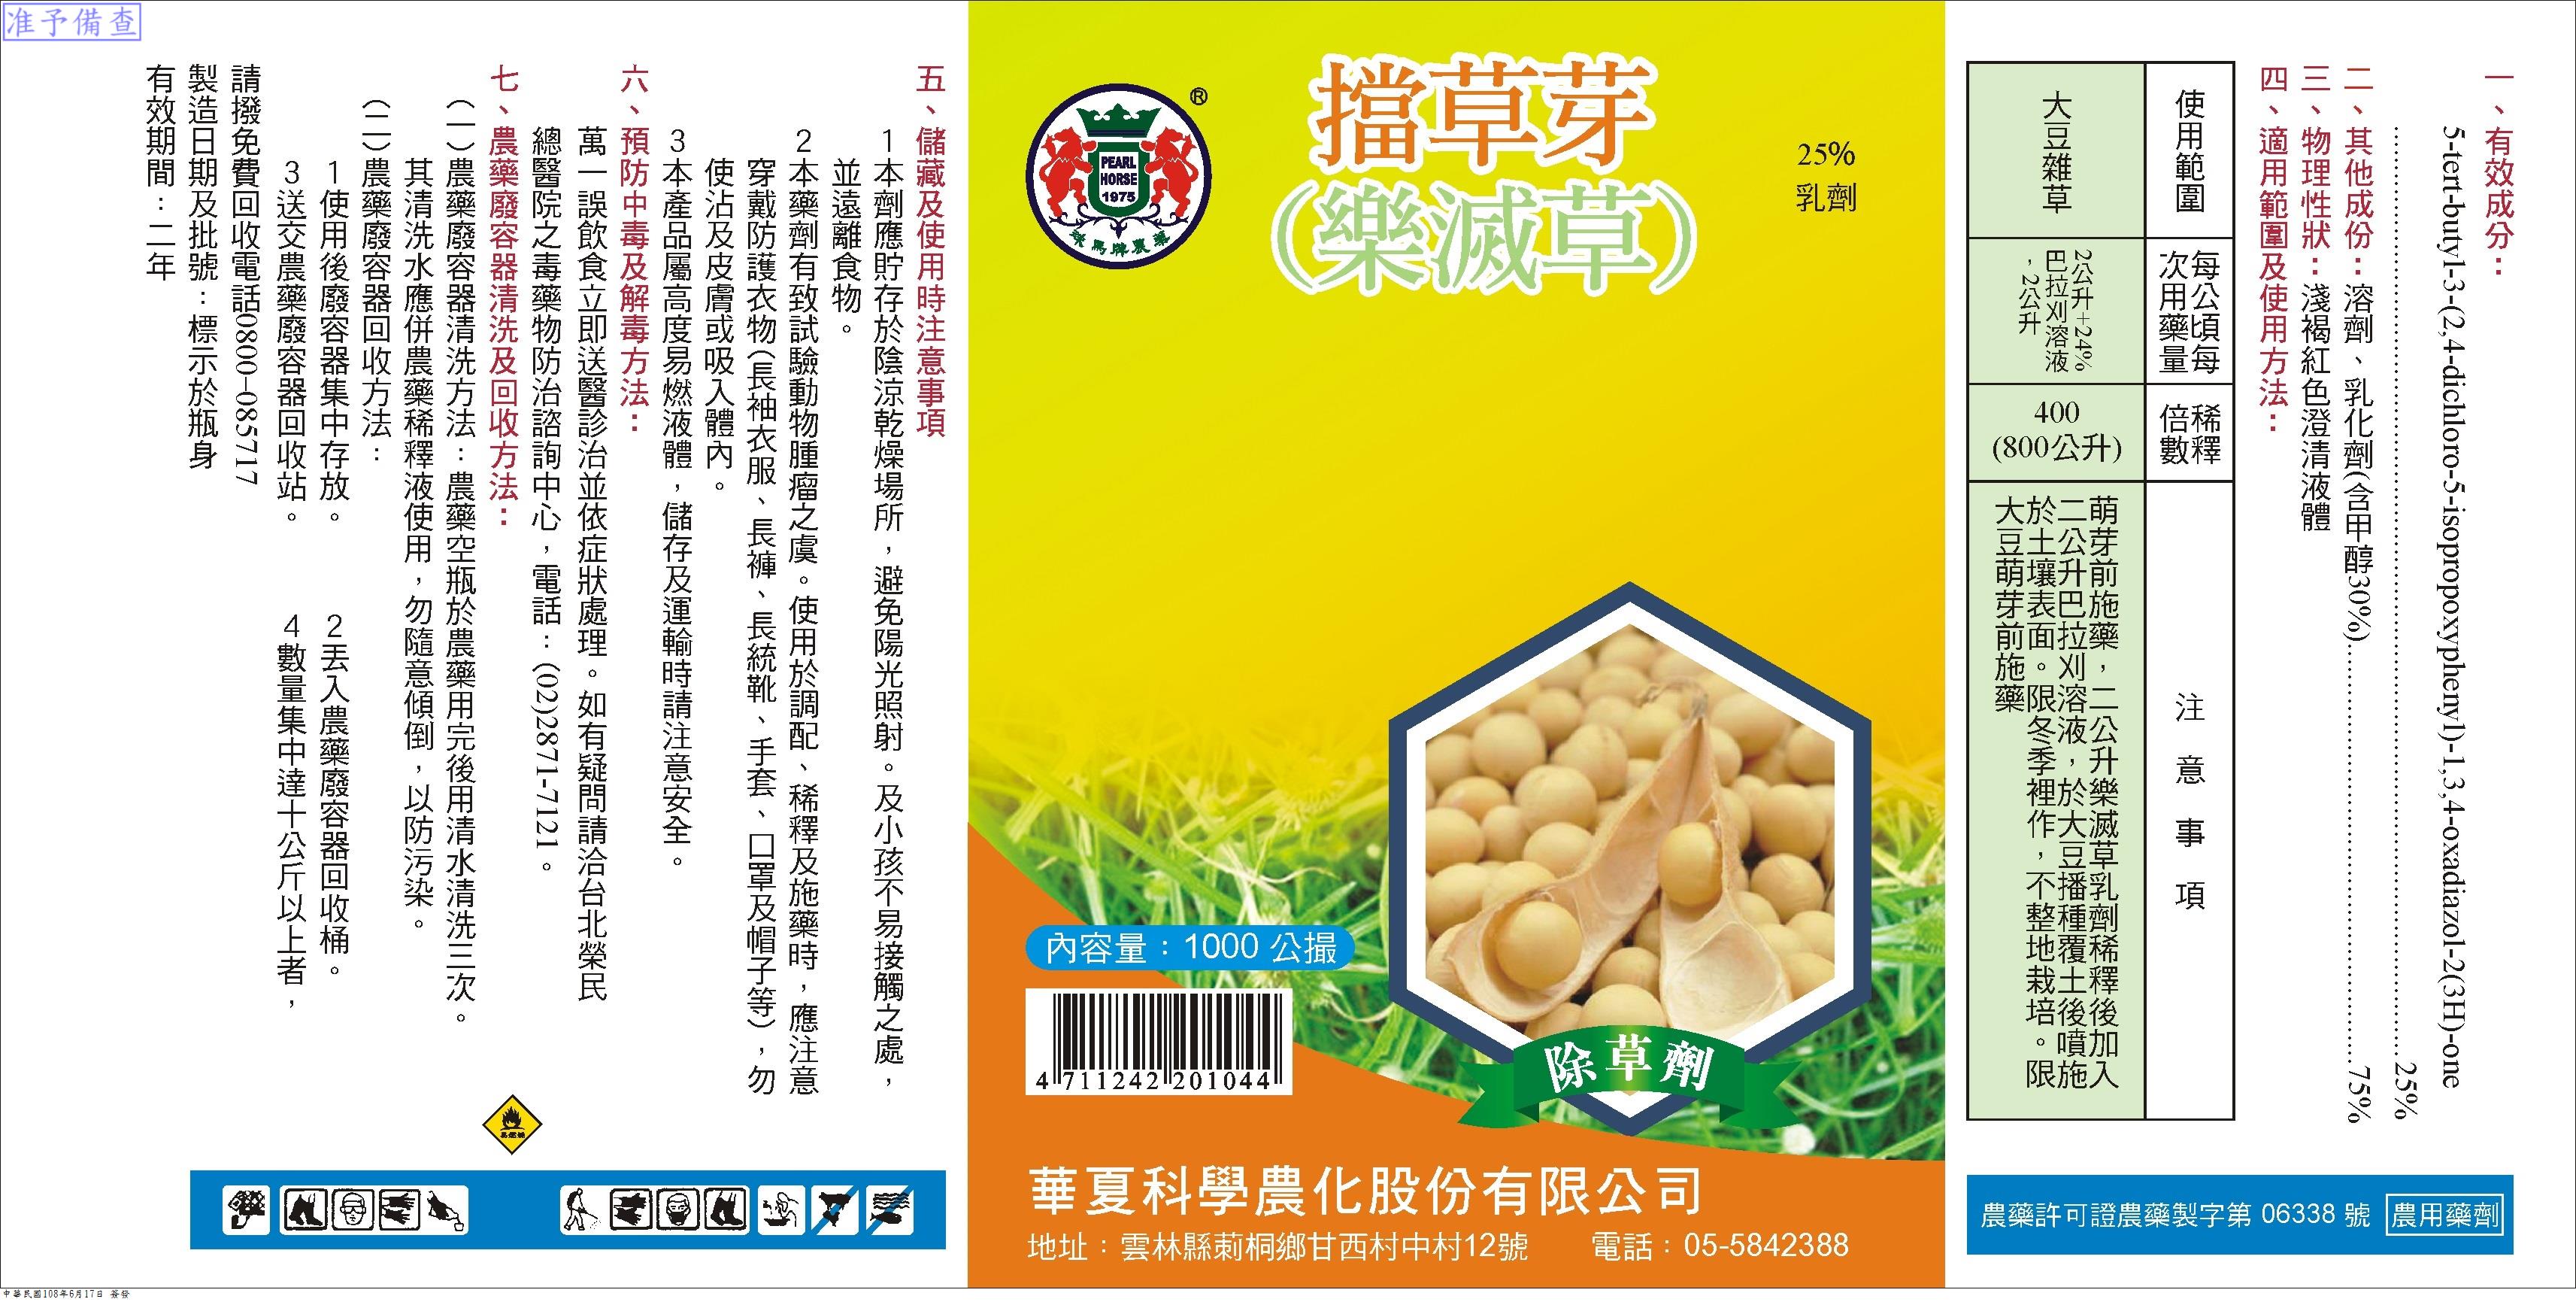 准予備查
一、有效成分：
5-tert-butyl-3-(2,4-dichloro-5-isopropoxyphenyl)-1,3,4-oxadiazol-2(3H)-one
25%
二、其他成份：溶劑、乳化劑(含甲醇30%)75%
三、物理性狀：淺褐紅色澄清液體
四、適用範圍及使用方法：
使用範圍
每公頃每
次用藥量
稀釋
倍數
注意事項
大豆雜草
2公升+24%
巴拉刈溶液
，2公升
400
(800公升)
萌芽前施藥，二公升樂滅草乳劑稀釋後加入
二公升巴拉刈溶液，於大豆播種覆土後噴施
於土壤表面。限冬季裡作，不整地栽培。限
大豆萌芽前施藥
農藥許可證農藥製字第 06338 號
農用藥劑
®
PEARL
HORSE
1975
珠馬牌農藥
擋草芽
(樂滅草)
25%
乳劑
內容量：1000 公撮
4 711242 201044
除草劑
華夏科學農化股份有限公司
地址：雲林縣莿桐鄉甘西村中村12號
電話：05-5842388
五、儲藏及使用時注意事項
1本劑應貯存於陰涼乾燥場所，避免陽光照射。及小孩不易接觸之處，
並遠離食物。
2本藥劑有致試驗動物腫瘤之虞。使用於調配、稀釋及施藥時，應注意
穿戴防護衣物(長袖衣服、長褲、長統靴、手套、口罩及帽子等)，勿
使沾及皮膚或吸入體內。
3本產品屬高度易燃液體，儲存及運輸時請注意安全。
六、預防中毒及解毒方法：
萬一誤飲食立即送醫診治並依症狀處理。如有疑問請洽台北榮民
總醫院之毒藥物防治諮詢中心，電話：(02)2871-7121。
七、農藥廢容器清洗及回收方法：
(一)農藥廢容器清洗方法：農藥空瓶於農藥用完後用清水清洗三次。
其清洗水應併農藥稀釋液使用，勿隨意傾倒，以防污染。
(二)農藥廢容器回收方法：
1使用後廢容器集中存放。
2丟入農藥廢容器回收桶。
3送交農藥廢容器回收站。
4數量集中達十公斤以上者，
請撥免費回收電話0800-085717
製造日期及批號：標示於瓶身
有效期間：二年
易燃物
中華民國108年6月17日 簽發